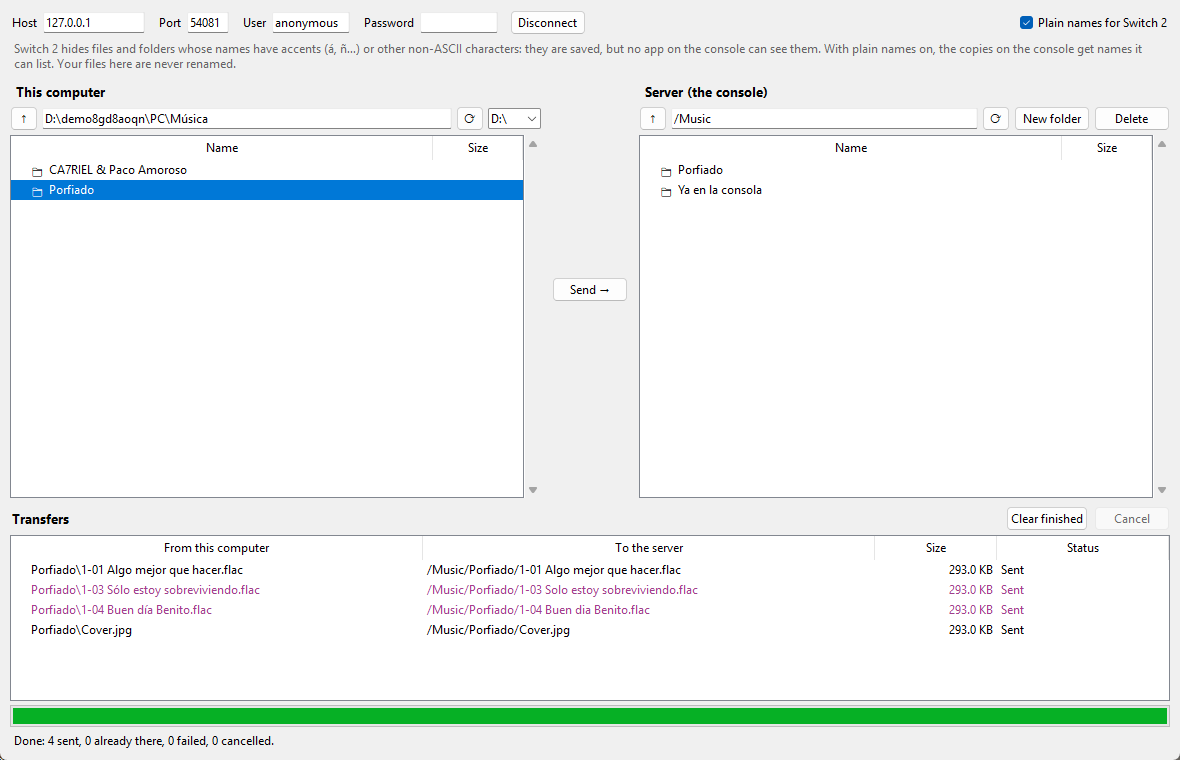 Host 127.0.0.1 Port 54081 User anonymous Password Disconnect Plain names for Switch 2
Switch 2 hides files and folders whose names have accents (á, ñ...) or other non-ASCII characters: they are saved, but no app on the console can see them. With plain names on, the copies on the console get names it
can list. Your files here are never renamed.
This computer
Server (the console)
↑ D:\demo8gd8aoqn\PC\Música ⟳ D:\
↑ /Music ⟳ New folder Delete
Name Size
Name Size
CA7RIEL & Paco Amoroso
Porfiado
Porfiado
Ya en la consola
Send →
Transfers
Clear finished Cancel
From this computer To the server Size Status
Porfiado\1-01 Algo mejor que hacer.flac /Music/Porfiado/1-01 Algo mejor que hacer.flac 293.0 KB Sent
Porfiado\1-03 Sólo estoy sobreviviendo.flac /Music/Porfiado/1-03 Solo estoy sobreviviendo.flac 293.0 KB Sent
Porfiado\1-04 Buen día Benito.flac /Music/Porfiado/1-04 Buen dia Benito.flac 293.0 KB Sent
Porfiado\Cover.jpg /Music/Porfiado/Cover.jpg 293.0 KB Sent
Done: 4 sent, 0 already there, 0 failed, 0 cancelled.